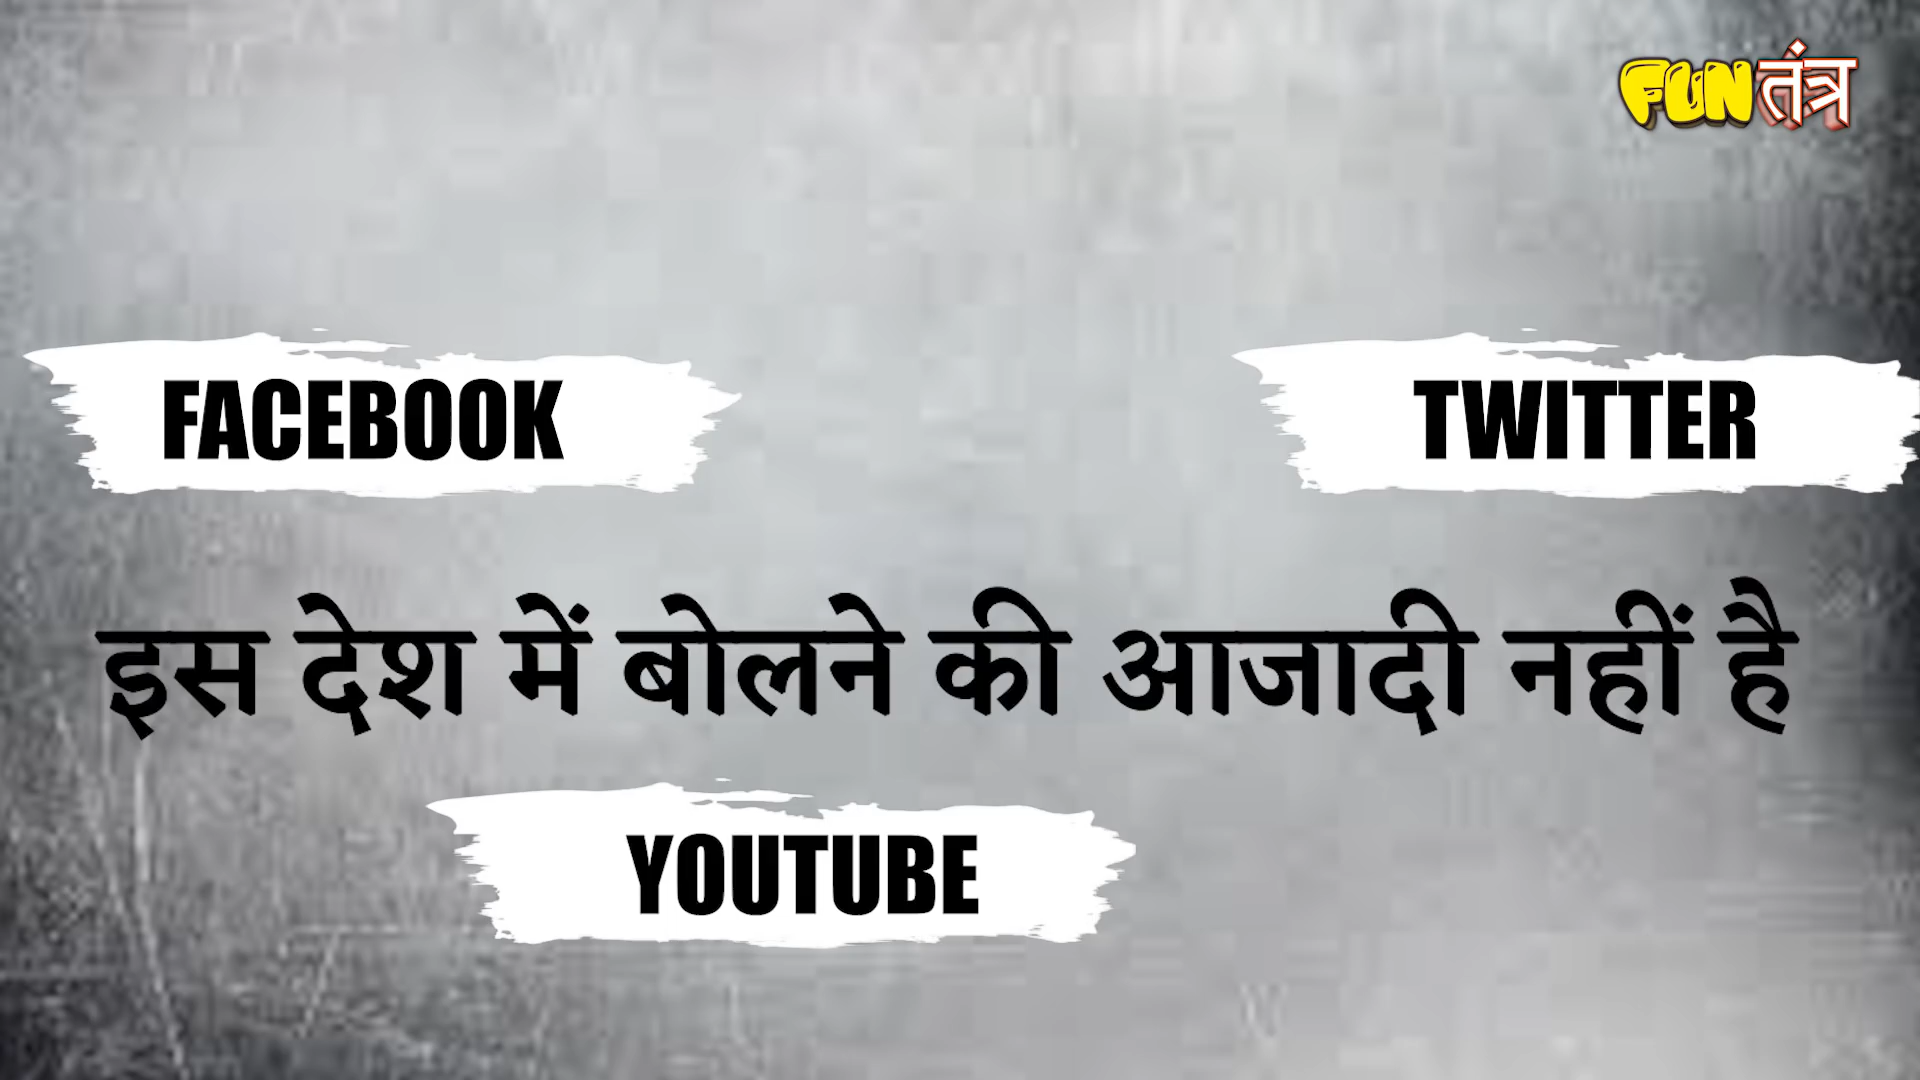 FUNतंत्र
FACEBOOK
TWITTER
इस देश में बोलने की आजादी नहीं है
YOUTUBE